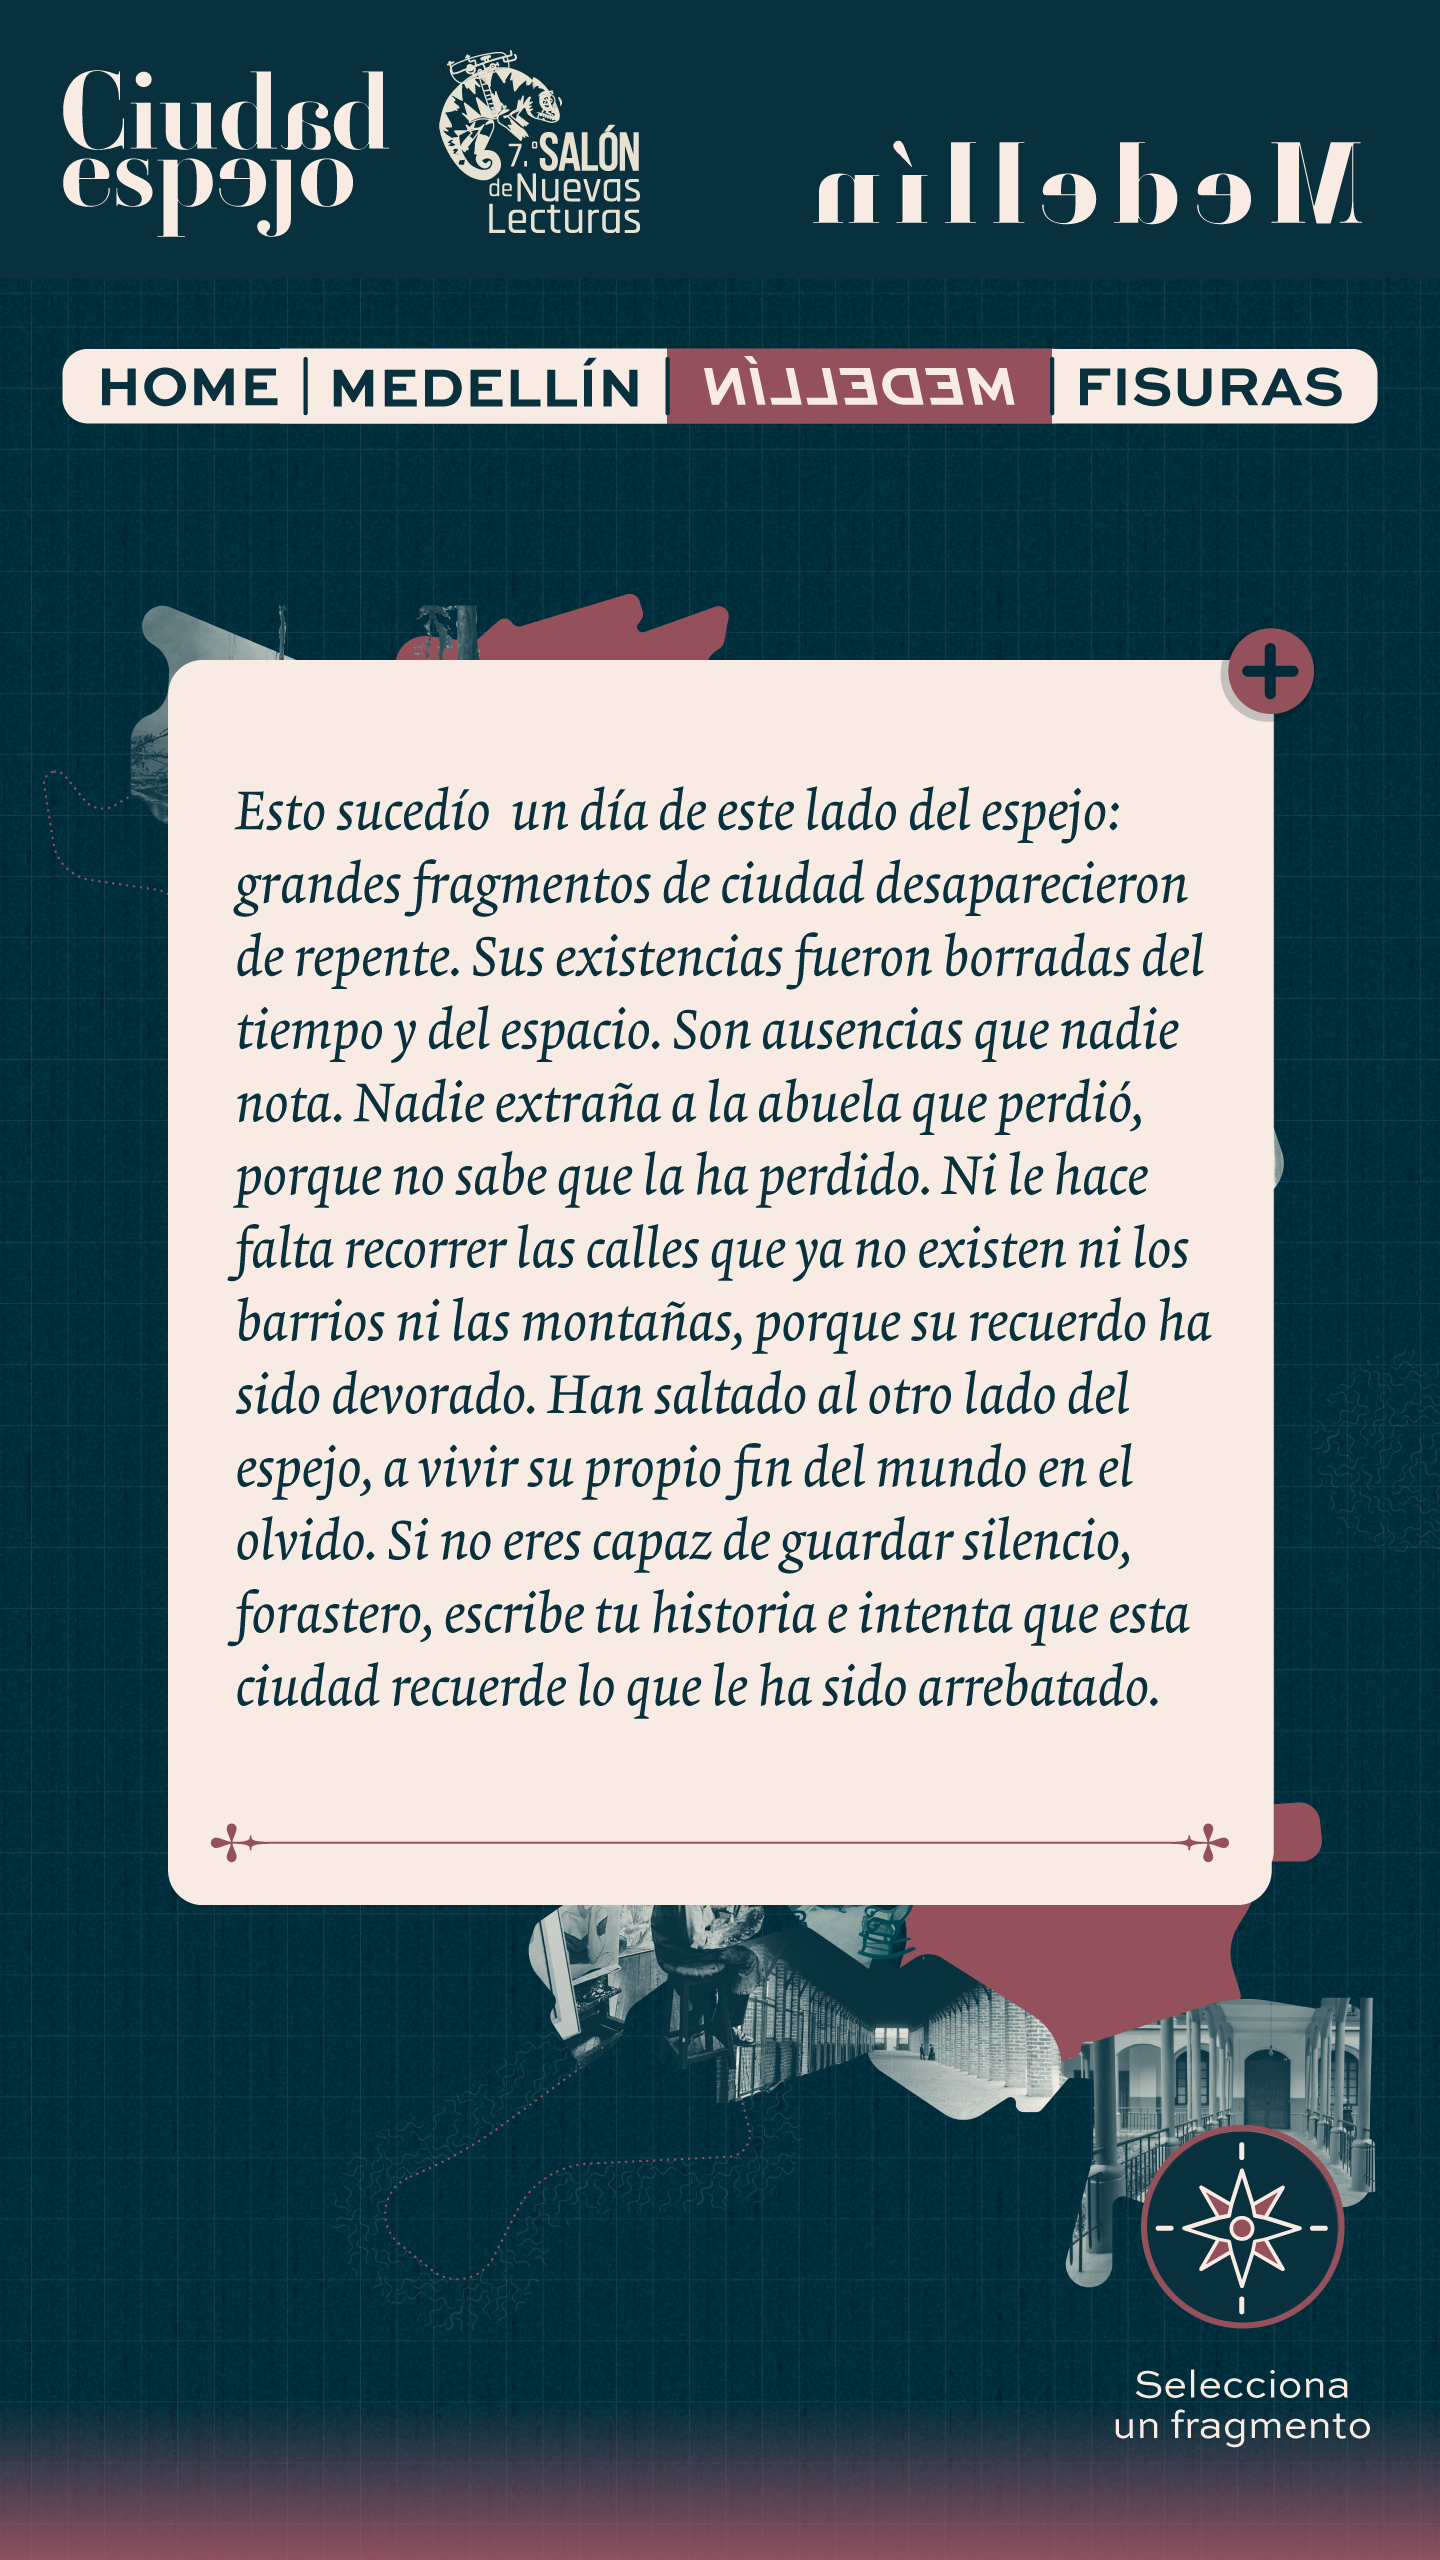 Ciudad
espejo
7.º SALÓN
de Nuevas
Lecturas
Medellín
HOME | MEDELLÍN | MEDELLÍN | FISURAS
Esto sucedío un día de este lado del espejo:
grandes fragmentos de ciudad desaparecieron
de repente. Sus existencias fueron borradas del
tiempo y del espacio. Son ausencias que nadie
nota. Nadie extraña a la abuela que perdió,
porque no sabe que la ha perdido. Ni le hace
falta recorrer las calles que ya no existen ni los
barrios ni las montañas, porque su recuerdo ha
sido devorado. Han saltado al otro lado del
espejo, a vivir su propio fin del mundo en el
olvido. Si no eres capaz de guardar silencio,
forastero, escribe tu historia e intenta que esta
ciudad recuerde lo que le ha sido arrebatado.
Selecciona
un fragmento